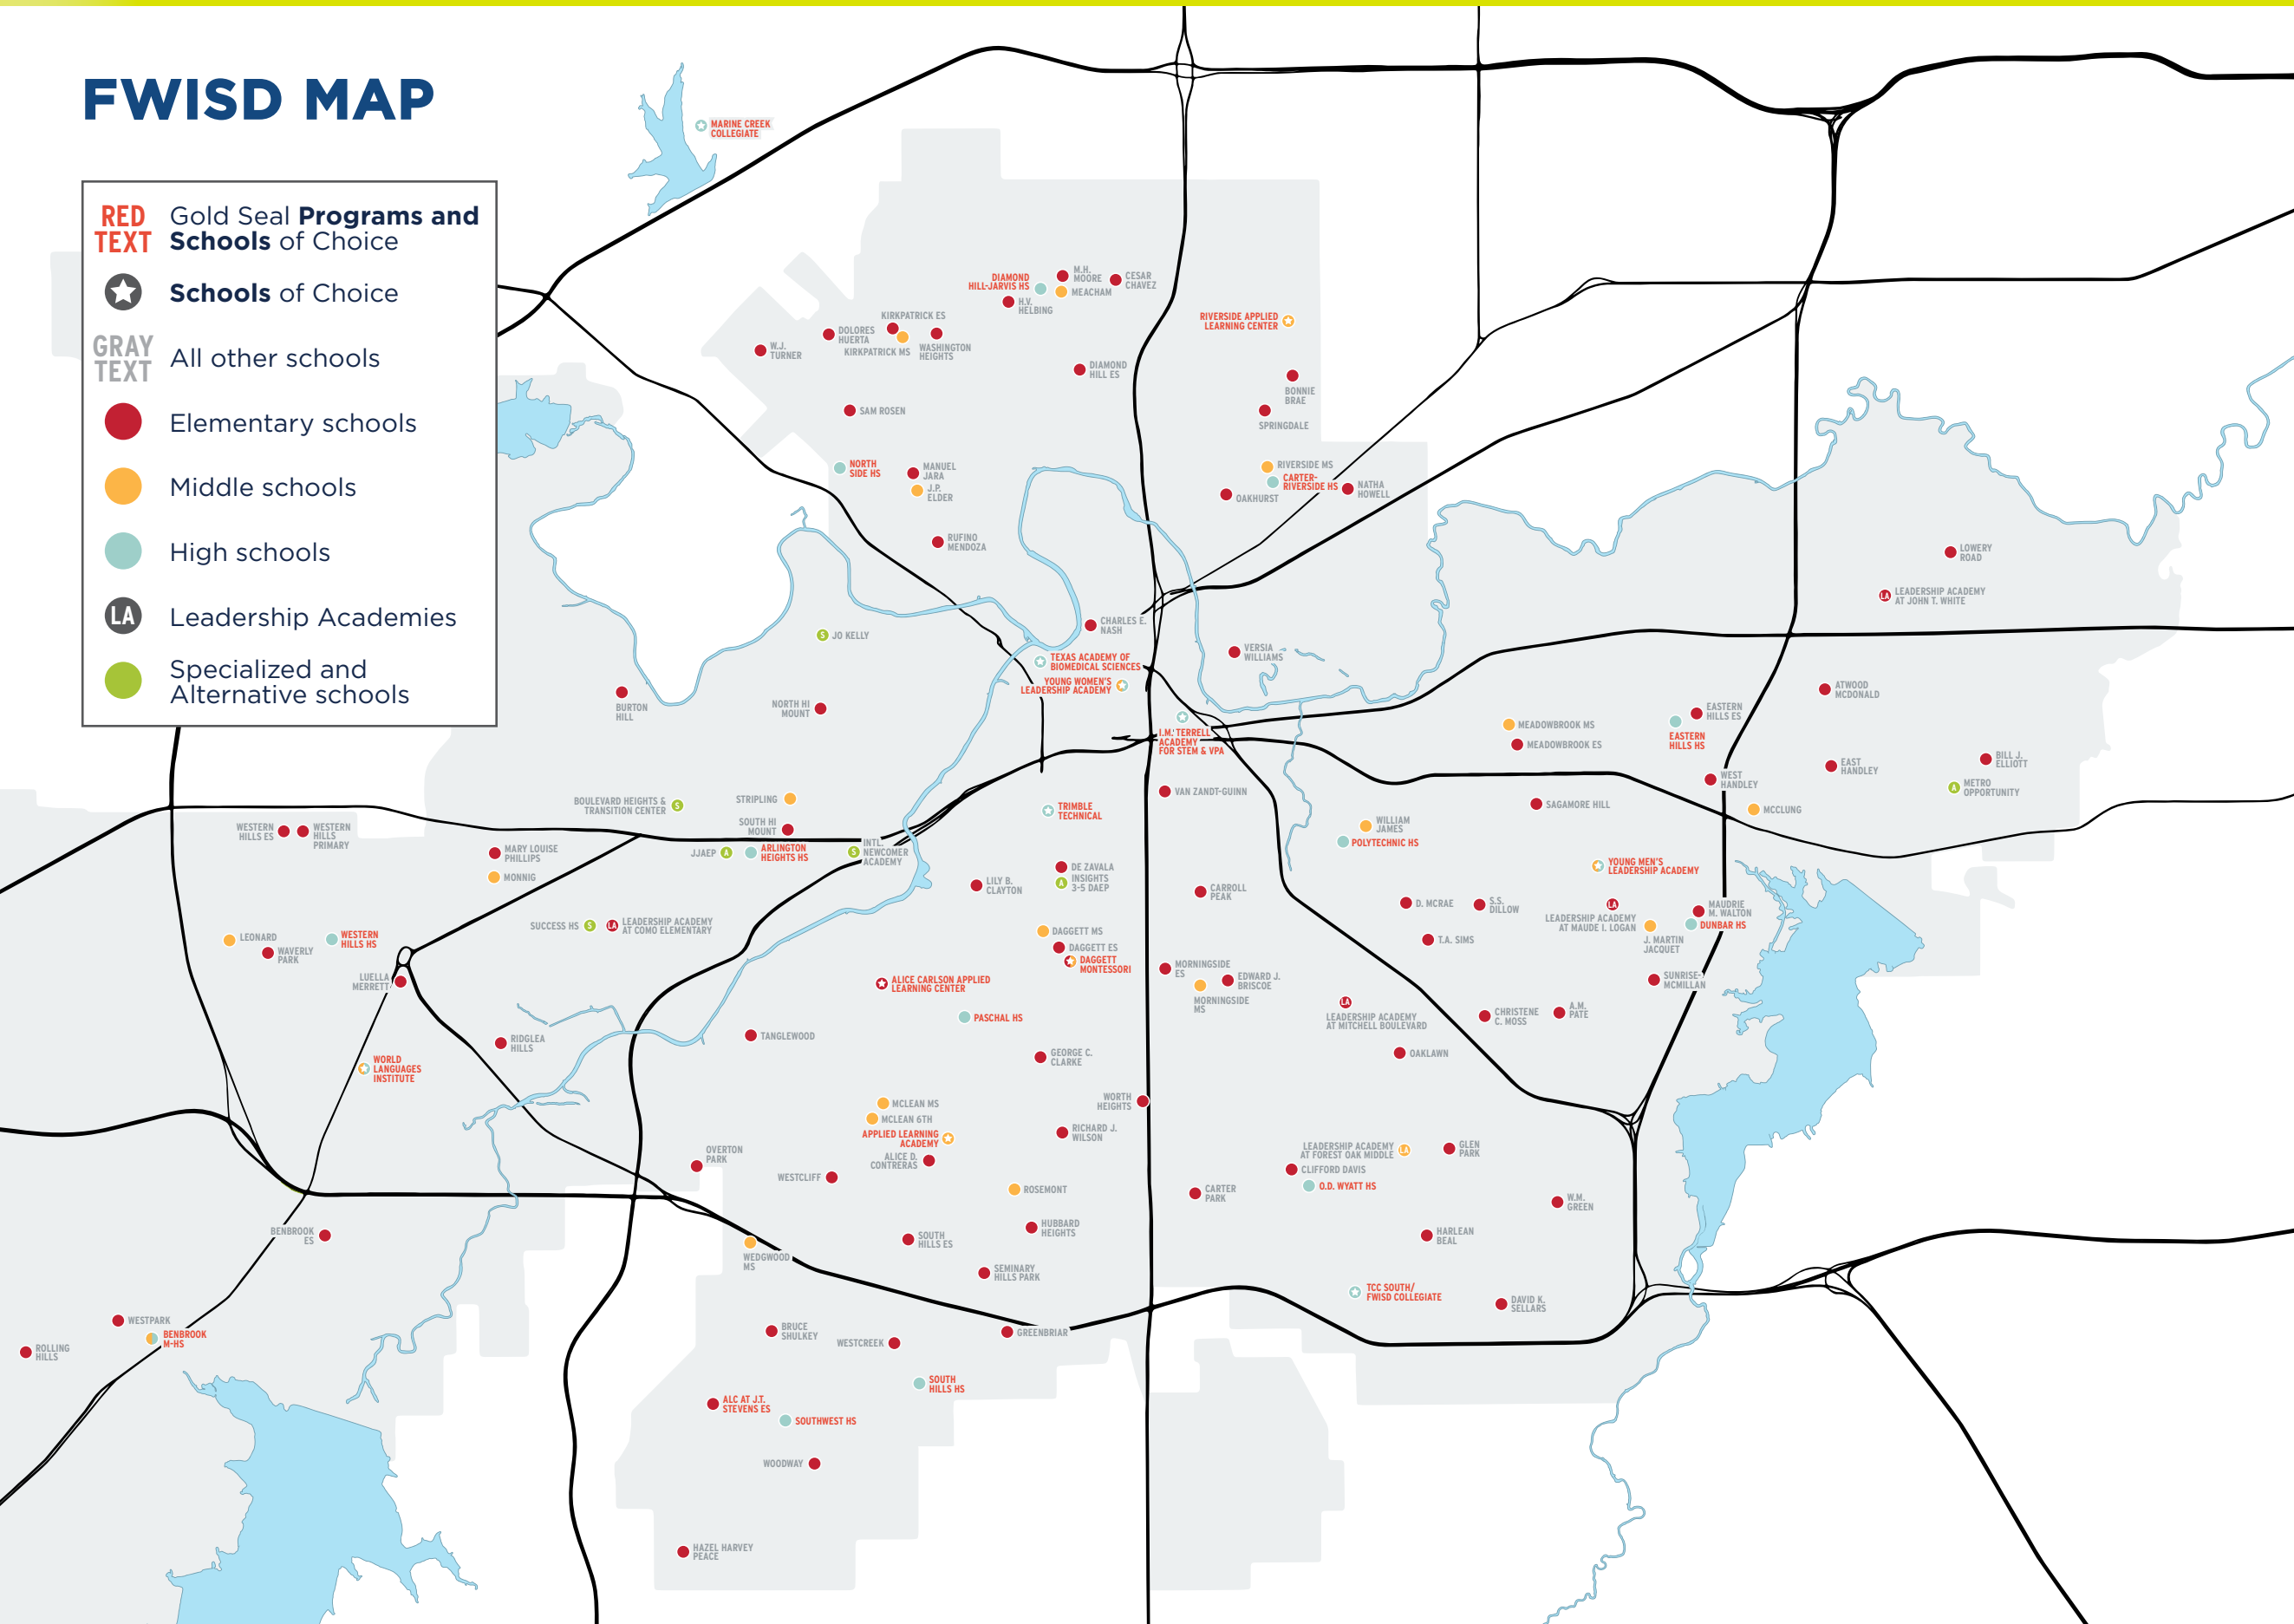 FWISD MAP
RED
TEXT
Gold Seal Programs and
Schools of Choice
Schools of Choice
GRAY
TEXT
All other schools
Elementary schools
Middle schools
High schools
LA
Leadership Academies
Specialized and
Alternative schools
MARINE CREEK
COLLEGIATE
DIAMOND
HILL-JARVIS HS
M.H.
MOORE
MEACHAM
CESAR
CHAVEZ
H.V.
HELBING
KIRKPATRICK ES
DOLORES
HUERTA
KIRKPATRICK MS
WASHINGTON
HEIGHTS
W.J.
TURNER
RIVERSIDE APPLIED
LEARNING CENTER
DIAMOND
HILL ES
BONNIE
BRAE
SAM ROSEN
SPRINGDALE
NORTH
SIDE HS
MANUEL
JARA
J.P.
ELDER
RIVERSIDE MS
CARTER-
RIVERSIDE HS
OAKHURST
NATHA
HOWELL
RUFINO
MENDOZA
LOWERY
ROAD
LA
LEADERSHIP ACADEMY
AT JOHN T. WHITE
CHARLES E.
NASH
S
JO KELLY
VERSIA
WILLIAMS
TEXAS ACADEMY OF
BIOMEDICAL SCIENCES
YOUNG WOMEN'S
LEADERSHIP ACADEMY
BURTON
HILL
NORTH HI
MOUNT
I.M. TERRELL
ACADEMY
FOR STEM & VPA
ATWOOD
MCDONALD
MEADOWBROOK MS
MEADOWBROOK ES
EASTERN
HILLS ES
EASTERN
HILLS HS
EAST
HANDLEY
BILL J.
ELLIOTT
WEST
HANDLEY
A
METRO
OPPORTUNITY
VAN ZANDT-GUINN
SAGAMORE HILL
MCCLUNG
BOULEVARD HEIGHTS &
TRANSITION CENTER
S
STRIPLING
TRIMBLE
TECHNICAL
SOUTH HI
MOUNT
WILLIAM
JAMES
POLYTECHNIC HS
WESTERN
HILLS ES
WESTERN
HILLS
PRIMARY
MARY LOUISE
PHILLIPS
MONNIG
JJAEP
A
ARLINGTON
HEIGHTS HS
S
INTL.
NEWCOMER
ACADEMY
DE ZAVALA
A
INSIGHTS
3-5 DAEP
LILY B.
CLAYTON
CARROLL
PEAK
YOUNG MEN'S
LEADERSHIP ACADEMY
D. MCRAE
S.S.
DILLOW
LA
LEADERSHIP ACADEMY
AT MAUDE I. LOGAN
MAUDRIE
M. WALTON
DUNBAR HS
J. MARTIN
JACQUET
SUCCESS HS
S
LA
LEADERSHIP ACADEMY
AT COMO ELEMENTARY
LEONARD
WAVERLY
PARK
WESTERN
HILLS HS
DAGGETT MS
DAGGETT ES
DAGGETT
MONTESSORI
T.A. SIMS
LUELLA
MERRETT
ALICE CARLSON APPLIED
LEARNING CENTER
MORNINGSIDE
ES
EDWARD J.
BRISCOE
MORNINGSIDE
MS
SUNRISE-
MCMILLAN
LA
LEADERSHIP ACADEMY
AT MITCHELL BOULEVARD
CHRISTENE
C. MOSS
A.M.
PATE
PASCHAL HS
TANGLEWOOD
RIDGLEA
HILLS
GEORGE C.
CLARKE
OAKLAWN
WORLD
LANGUAGES
INSTITUTE
MCLEAN MS
MCLEAN 6TH
APPLIED LEARNING
ACADEMY
ALICE D.
CONTRERAS
WORTH
HEIGHTS
RICHARD J.
WILSON
LEADERSHIP ACADEMY
AT FOREST OAK MIDDLE
LA
GLEN
PARK
OVERTON
PARK
WESTCLIFF
CLIFFORD DAVIS
O.D. WYATT HS
ROSEMONT
CARTER
PARK
W.M.
GREEN
BENBROOK
ES
HUBBARD
HEIGHTS
SOUTH
HILLS ES
HARLEAN
BEAL
WEDGWOOD
MS
SEMINARY
HILLS PARK
TCC SOUTH/
FWISD COLLEGIATE
DAVID K.
SELLARS
WESTPARK
BENBROOK
M-HS
ROLLING
HILLS
BRUCE
SHULKEY
WESTCREEK
GREENBRIAR
SOUTH
HILLS HS
ALC AT J.T.
STEVENS ES
SOUTHWEST HS
WOODWAY
HAZEL HARVEY
PEACE